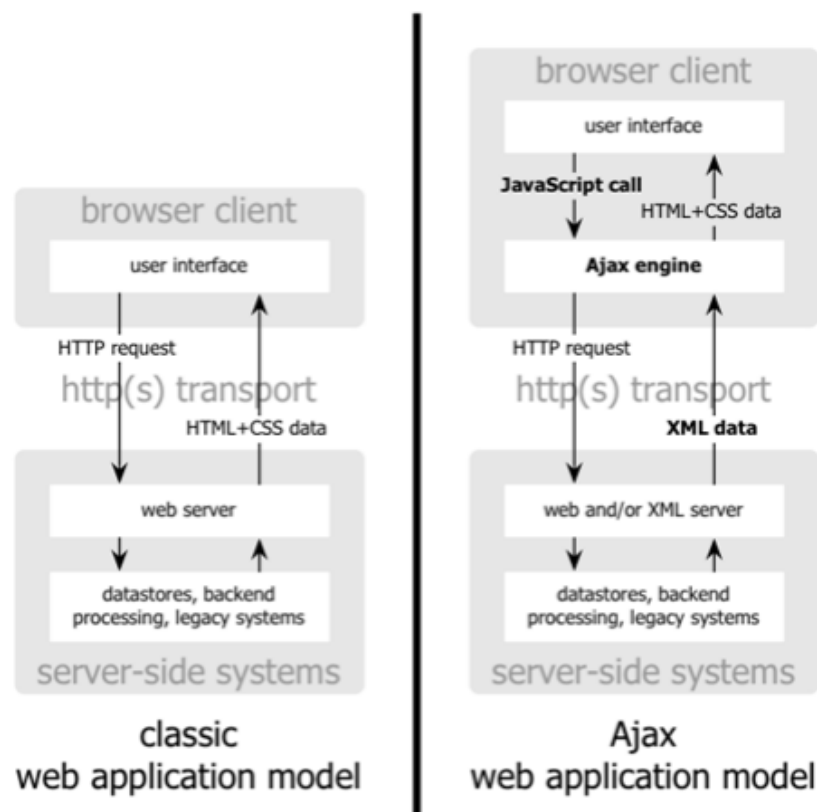 browser client
user interface
HTTP request
http(s) transport
HTML+CSS data
web server
datastores, backend
processing, legacy systems
server-side systems
classic
web application model
browser client
user interface
JavaScript call
HTML+CSS data
Ajax engine
HTTP request
http(s) transport
XML data
web and/or XML server
datastores, backend
processing, legacy systems
server-side systems
Ajax
web application model